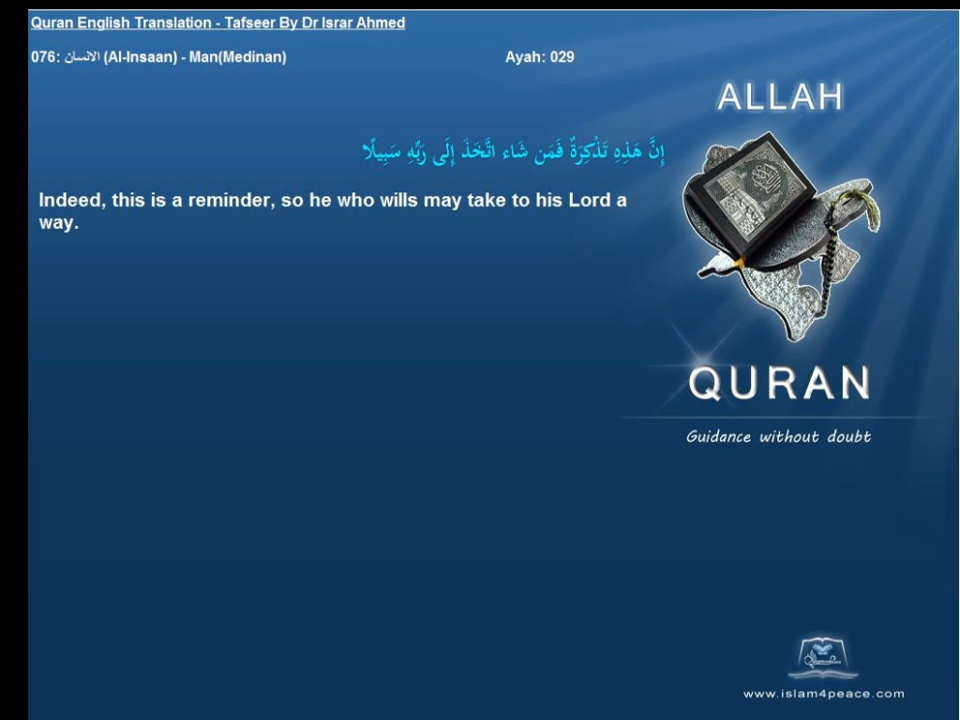 Quran English Translation - Tafseer By Dr Israr Ahmed
076: الانسان (Al-Insaan) - Man(Medinan) Ayah: 029
ALLAH
إِنَّ هَذِهِ تَذْكِرَةٌ فَمَن شَاء اتَّخَذَ إِلَى رَبِّهِ سَبِيلًا
Indeed, this is a reminder, so he who wills may take to his Lord a
way.
QURAN
Guidance without doubt
www.islam4peace.com